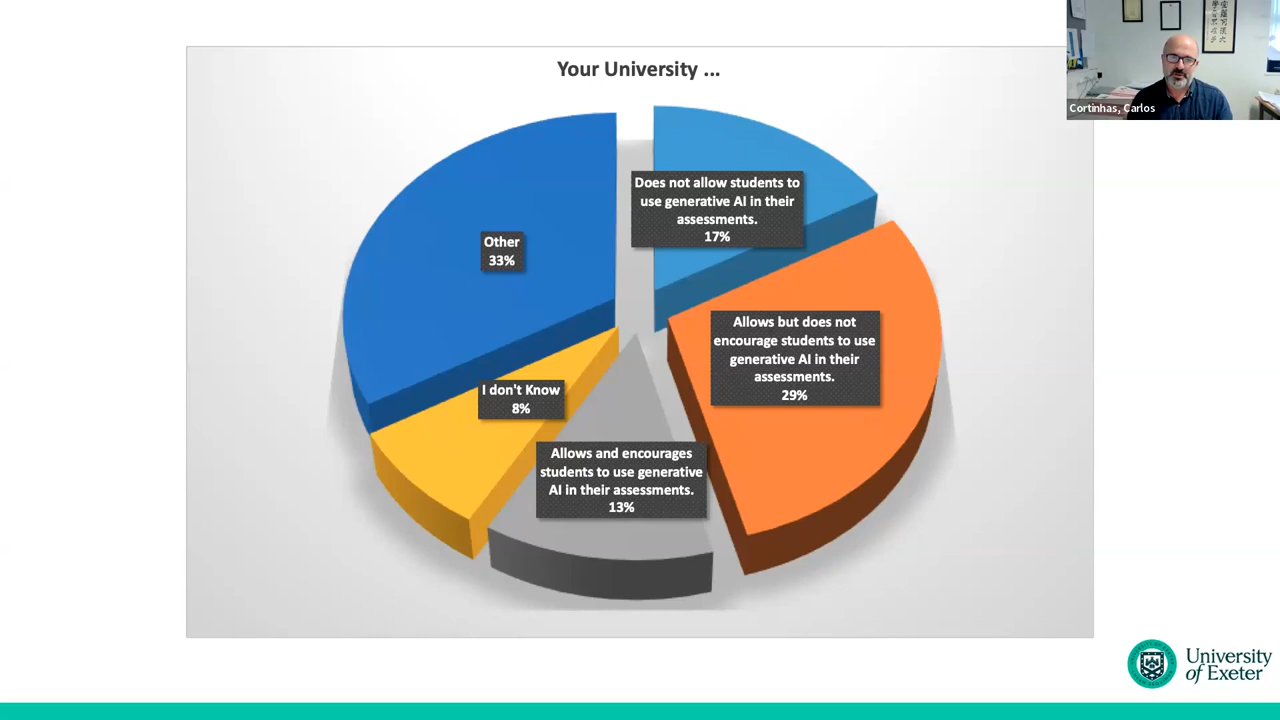 Your University ...
Does not allow students to
use generative AI in their
assessments.
17%
Other
33%
Allows but does not
encourage students to use
generative AI in their
assessments.
29%
I don't Know
8%
Allows and encourages
students to use generative
AI in their assessments.
13%
Cortinhas, Carlos
University
of Exeter